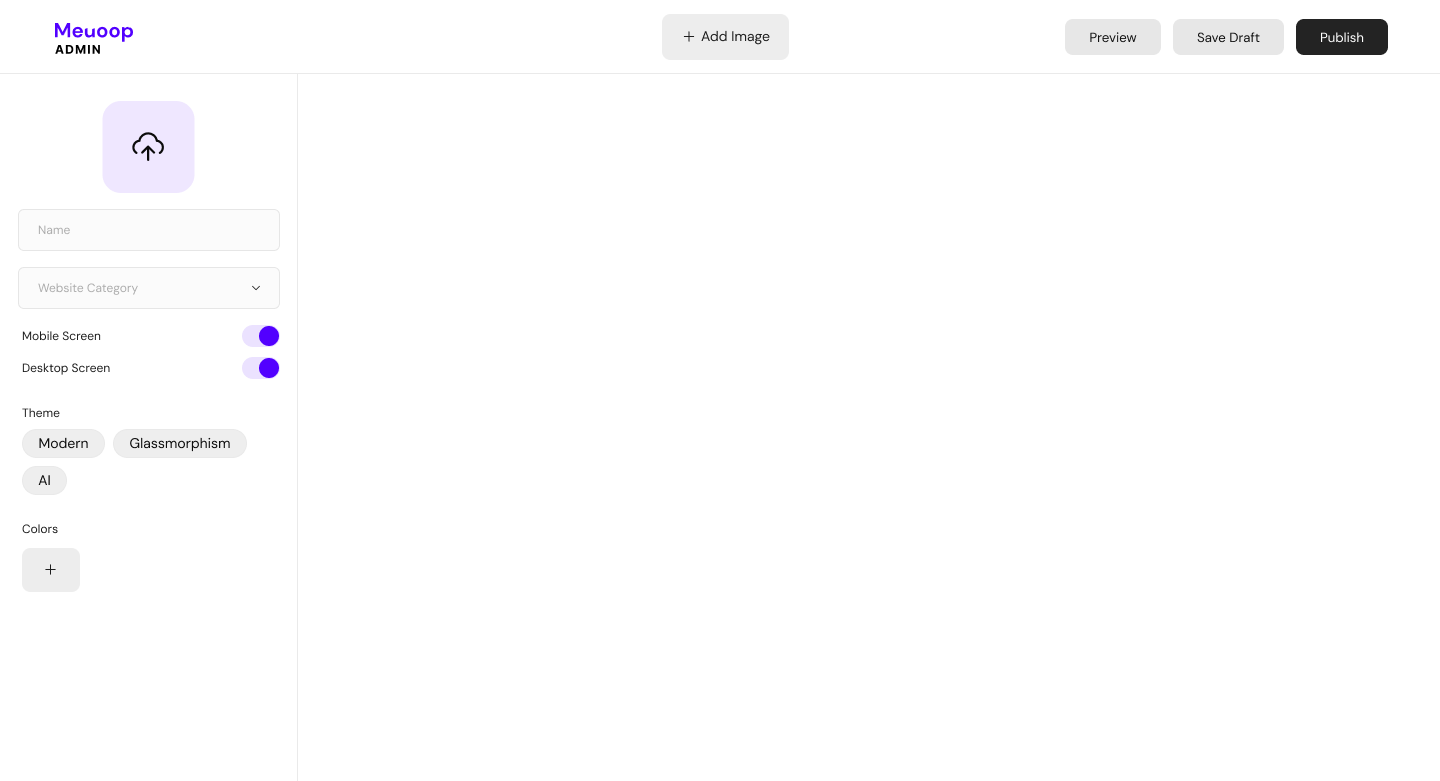 Meuoop
ADMIN
Add Image
Preview
Save Draft
Publish
Name
Website Category
Mobile Screen
Desktop Screen
Theme
Modern
Glassmorphism
AI
Colors